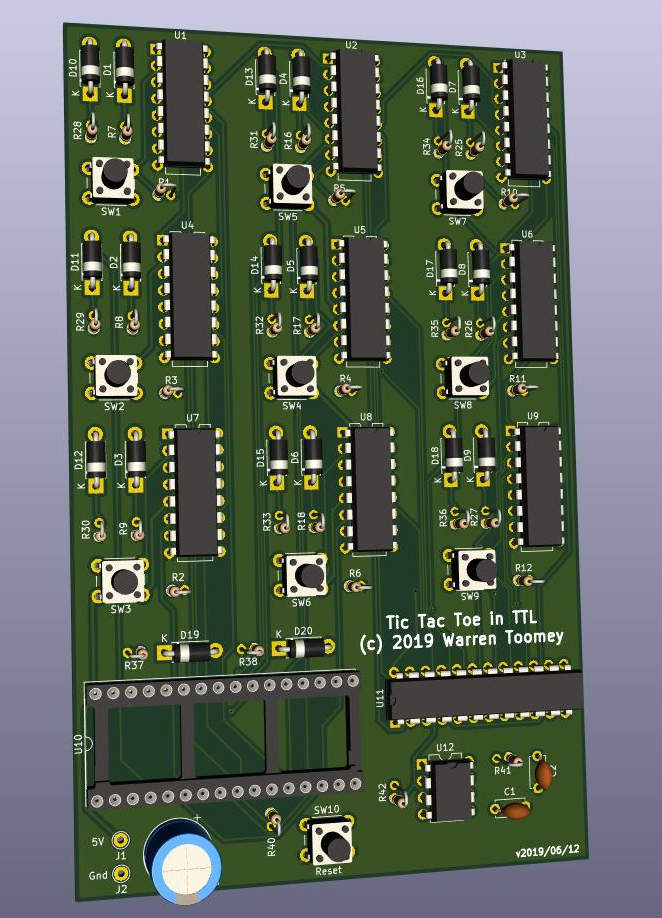 U1
U2
U3
D10
D1
D13
D4
D16
D7
K
K
K
K
K
K
R28
R7
R31
R16
R34
R25
R1
R5
R10
SW1
SW5
SW7
U4
U5
U6
D11
D2
D14
D5
D17
D8
K
K
K
K
K
K
R29
R8
R32
R17
R35
R26
R3
R4
R11
SW2
SW4
SW8
U7
U8
U9
D12
D3
D15
D6
D18
D9
K
K
K
K
K
K
R30
R9
R33
R18
R36
R27
R2
R6
R12
SW3
SW6
SW9
Tic Tac Toe in TTL
(c) 2019 Warren Toomey
K
D19
K
D20
R37
R38
U11
U10
U12
R41
R42
C1
SW10
R40
+
5V
J1
Gnd
J2
Reset
v2019/06/12